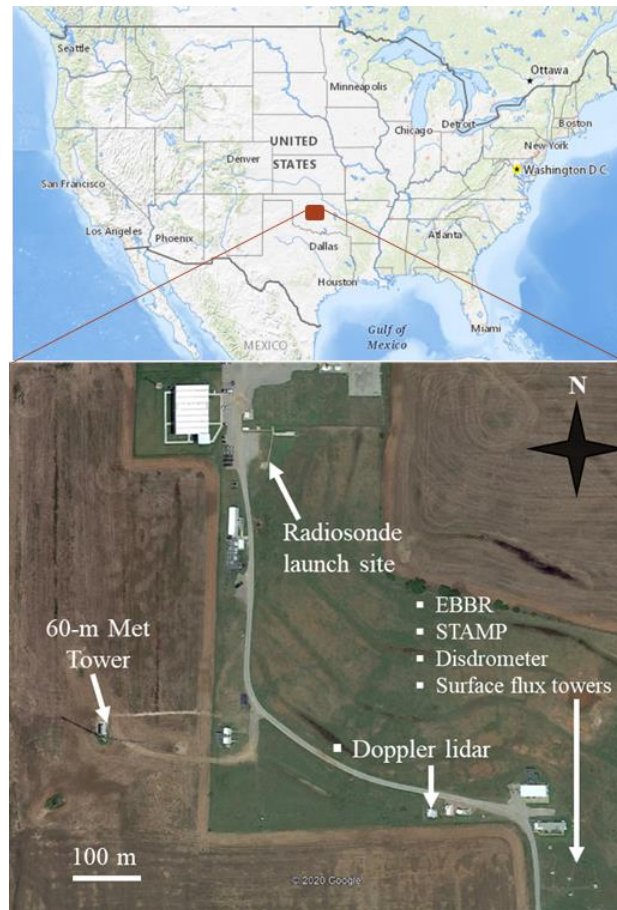 Seattle
Ottawa
Minneapolis
Boston
Chicago
Detroit
New York
UNITED
STATES
Denver
Washington D.C.
San Francisco
Los Angeles
Phoenix
Atlanta
Dallas
Houston
Gulf of
Mexico
Miami
MÉXICO
N
Radiosonde
launch site
▪ EBBR
▪ STAMP
▪ Disdrometer
▪ Surface flux towers
60-m Met
Tower
▪ Doppler lidar
100 m
© 2020 Google